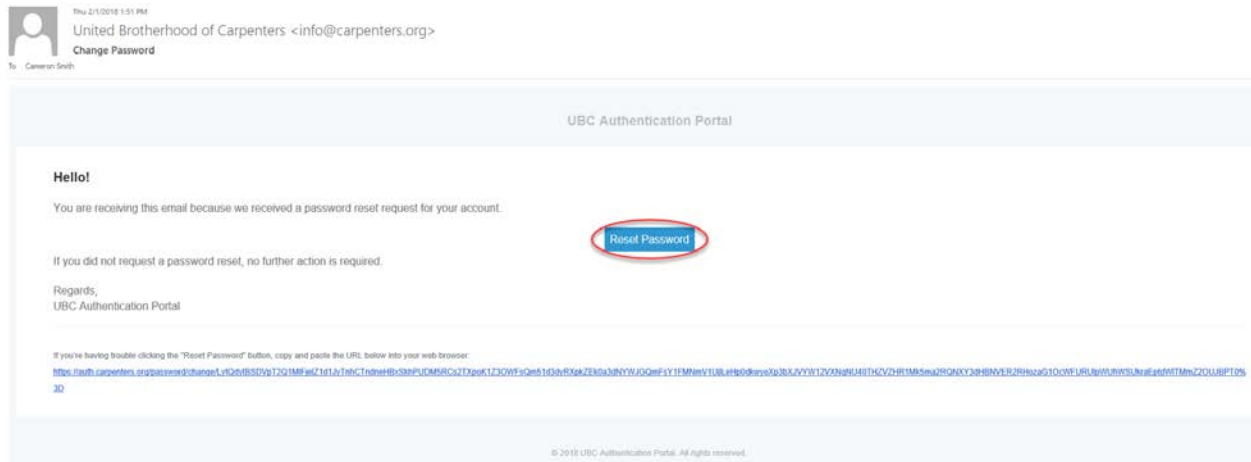 Thu 2/1/2018 1:51 PM
United Brotherhood of Carpenters <info@carpenters.org>
Change Password
To Cameron Smith
UBC Authentication Portal
Hello!
You are receiving this email because we received a password reset request for your account.
Reset Password
If you did not request a password reset, no further action is required.
Regards,
UBC Authentication Portal
If you're having trouble clicking the "Reset Password" button, copy and paste the URL below into your web browser:
3D
© 2018 UBC Authentication Portal. All rights reserved.